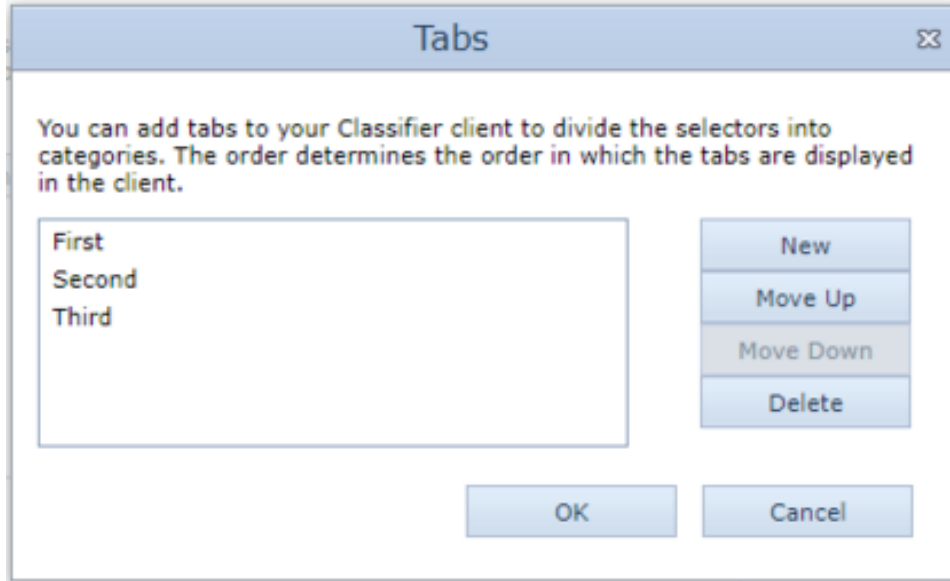 Tabs
You can add tabs to your Classifier client to divide the selectors into
categories. The order determines the order in which the tabs are displayed
in the client.
First
Second
Third
New
Move Up
Move Down
Delete
OK
Cancel